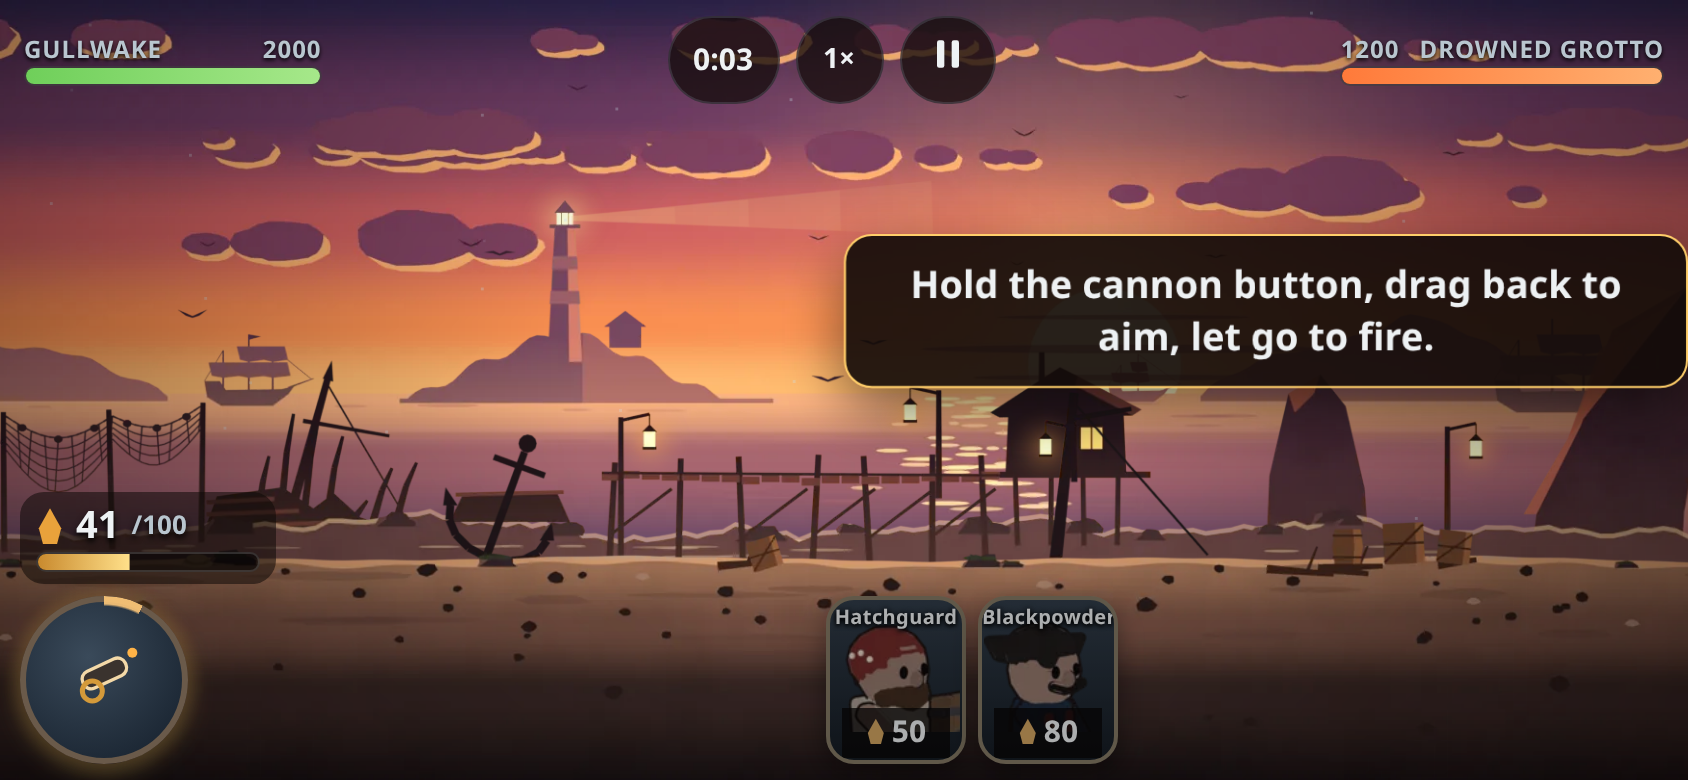 GULLWAKE 2000
0:03
1×
1200 DROWNED GROTTO
Hold the cannon button, drag back to
aim, let go to fire.
41 /100
Hatchguard
50
Blackpowder
80